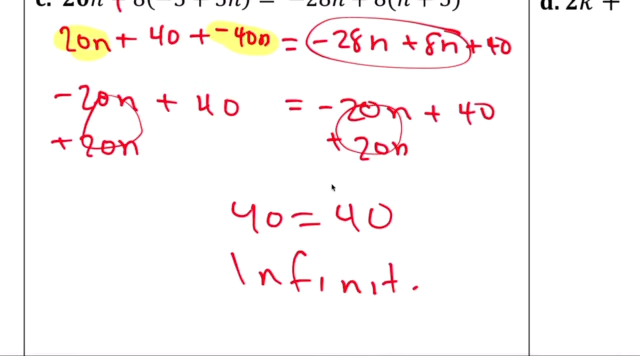 20n + 40 + -40n = -28n + 8n + 40
-20n + 40 = -20n + 40
+ 20n + 20n
40 = 40
Infinit.